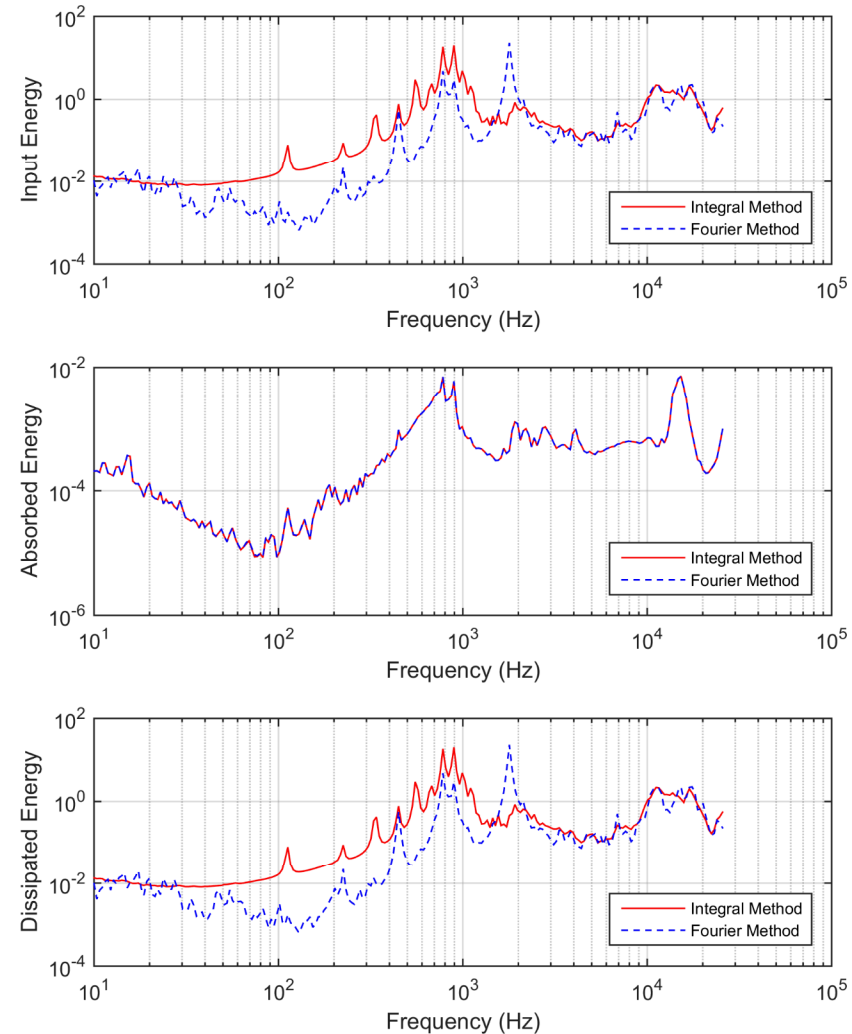 10^2
10^0
10^-2
10^-4
Input Energy
Integral Method
Fourier Method
10^1 10^2 10^3 10^4 10^5
Frequency (Hz)
10^-2
10^-4
10^-6
Absorbed Energy
Integral Method
Fourier Method
10^1 10^2 10^3 10^4 10^5
Frequency (Hz)
10^2
10^0
10^-2
10^-4
Dissipated Energy
Integral Method
Fourier Method
10^1 10^2 10^3 10^4 10^5
Frequency (Hz)